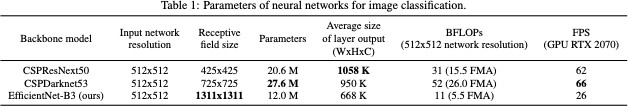 Table 1: Parameters of neural networks for image classification.
Backbone model Input network resolution Receptive field size Parameters Average size of layer output (WxHxC) BFLOPs (512x512 network resolution) FPS (GPU RTX 2070)
CSPResNext50 512x512 425x425 20.6 M 1058 K 31 (15.5 FMA) 62
CSPDarknet53 512x512 725x725 27.6 M 950 K 52 (26.0 FMA) 66
EfficientNet-B3 (ours) 512x512 1311x1311 12.0 M 668 K 11 (5.5 FMA) 26